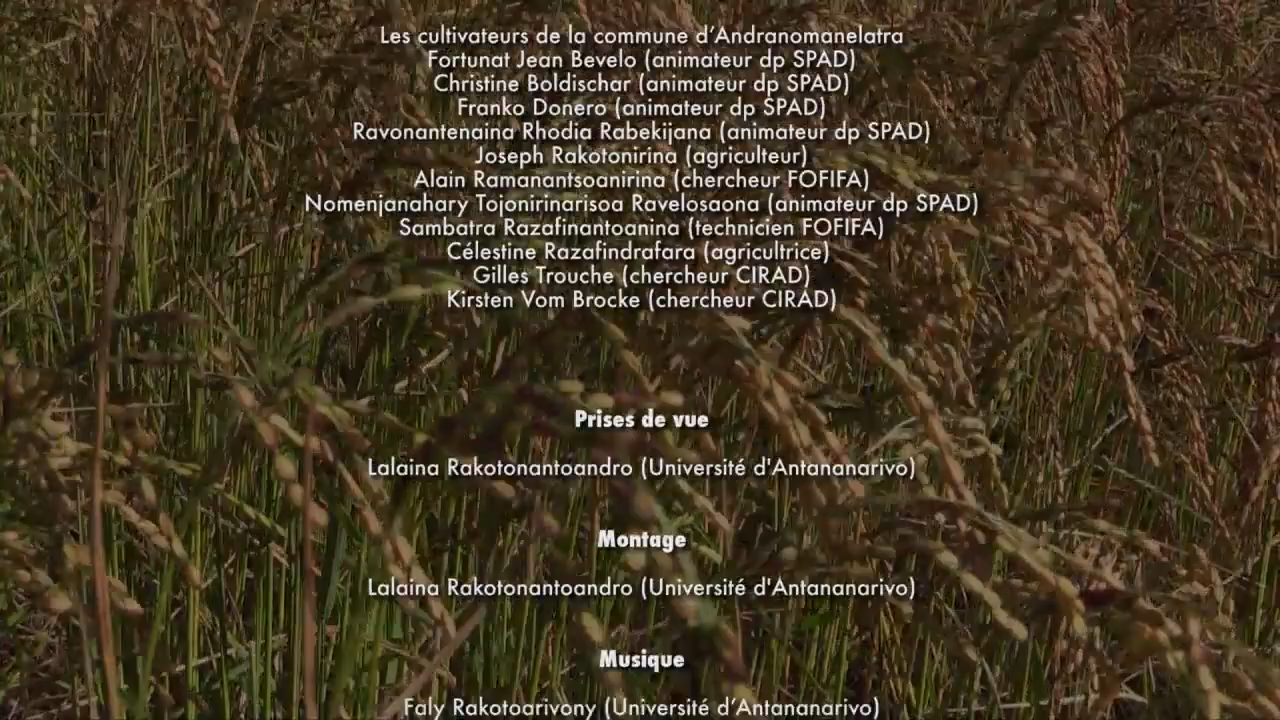 Les cultivateurs de la commune d’Andranomanelatra
Fortunat Jean Bevelo (animateur dp SPAD)
Christine Boldischar (animateur dp SPAD)
Franko Donero (animateur dp SPAD)
Ravonantenaina Rhodia Rabekijana (animateur dp SPAD)
Joseph Rakotonirina (agriculteur)
Alain Ramanantsoanirina (chercheur FOFIFA)
Nomenjanahary Tojonirinarisoa Ravelosaona (animateur dp SPAD)
Sambatra Razafinantoanina (technicien FOFIFA)
Célestine Razafindrafara (agricultrice)
Gilles Trouche (chercheur CIRAD)
Kirsten Vom Brocke (chercheur CIRAD)
Prises de vue
Lalaina Rakotonantoandro (Université d'Antananarivo)
Montage
Lalaina Rakotonantoandro (Université d'Antananarivo)
Musique
Faly Rakotoarivony (Université d’Antananarivo)